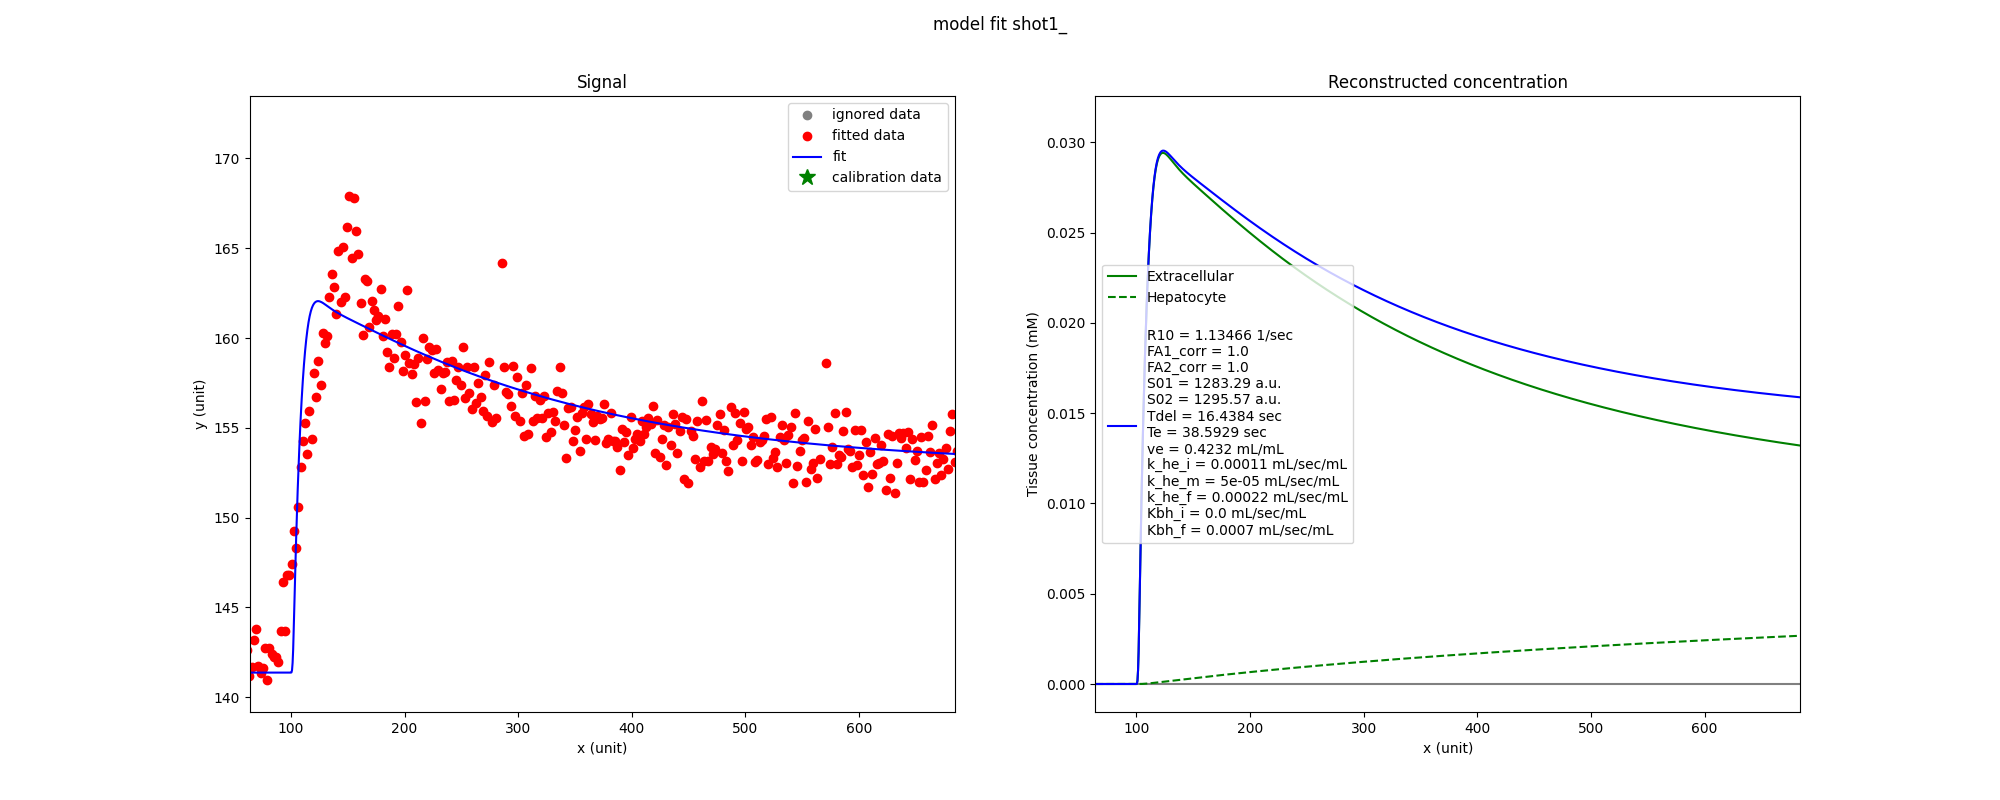 model fit shot1_
Signal
y (unit)
170
165
160
155
150
145
140
100
200
300
400
500
600
x (unit)
ignored data
fitted data
fit
calibration data
Reconstructed concentration
Tissue concentration (mM)
0.030
0.025
0.020
0.015
0.010
0.005
0.000
100
200
300
400
500
600
x (unit)
Extracellular
Hepatocyte
R10 = 1.13466 1/sec
FA1_corr = 1.0
FA2_corr = 1.0
S01 = 1283.29 a.u.
S02 = 1295.57 a.u.
Tdel = 16.4384 sec
Te = 38.5929 sec
ve = 0.4232 mL/mL
k_he_i = 0.00011 mL/sec/mL
k_he_m = 5e-05 mL/sec/mL
k_he_f = 0.00022 mL/sec/mL
Kbh_i = 0.0 mL/sec/mL
Kbh_f = 0.0007 mL/sec/mL